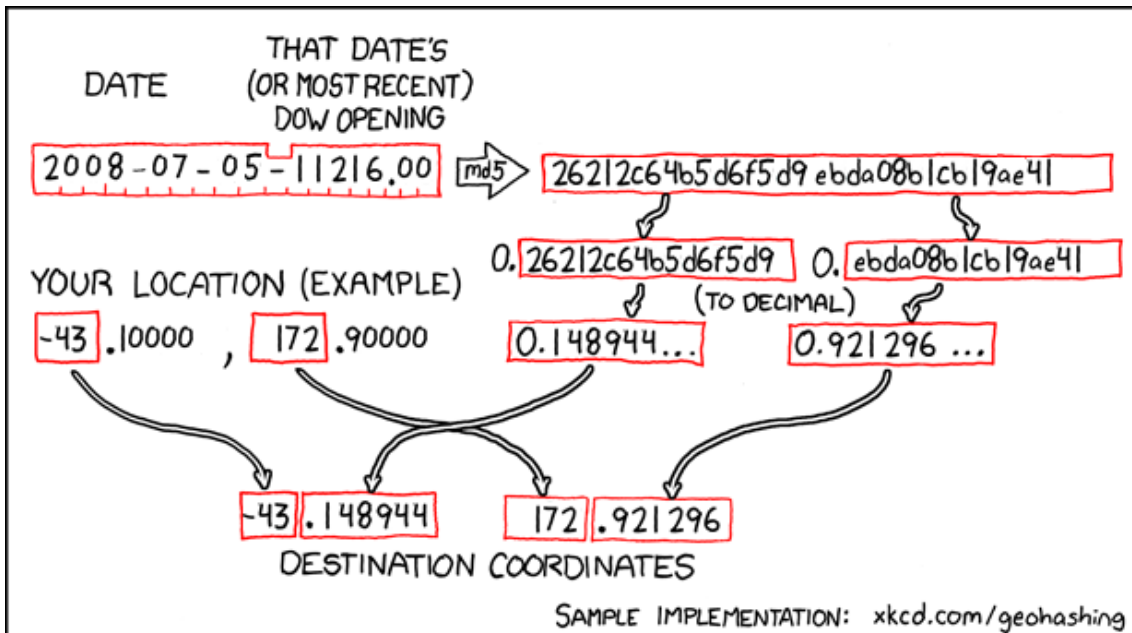 DATE
THAT DATE'S
(OR MOST RECENT)
DOW OPENING
2008-07-05-11216.00
md5
26212c64b5d6f5d9ebda08b1cb19ae41
0.26212c64b5d6f5d9
0.ebda08b1cb19ae41
(TO DECIMAL)
YOUR LOCATION (EXAMPLE)
-43.10000, 172.90000
0.148944...
0.921296...
-43.148944
172.921296
DESTINATION COORDINATES
SAMPLE IMPLEMENTATION: xkcd.com/geohashing